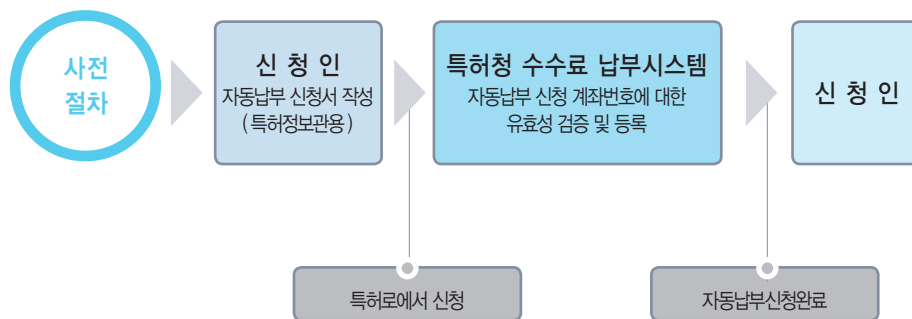 사전
절차
신 청 인
자동납부 신청서 작성
( 특허정보관용 )
특허청 수수료 납부시스템
자동납부 신청 계좌번호에 대한
유효성 검증 및 등록
신 청 인
특허로에서 신청
자동납부신청완료